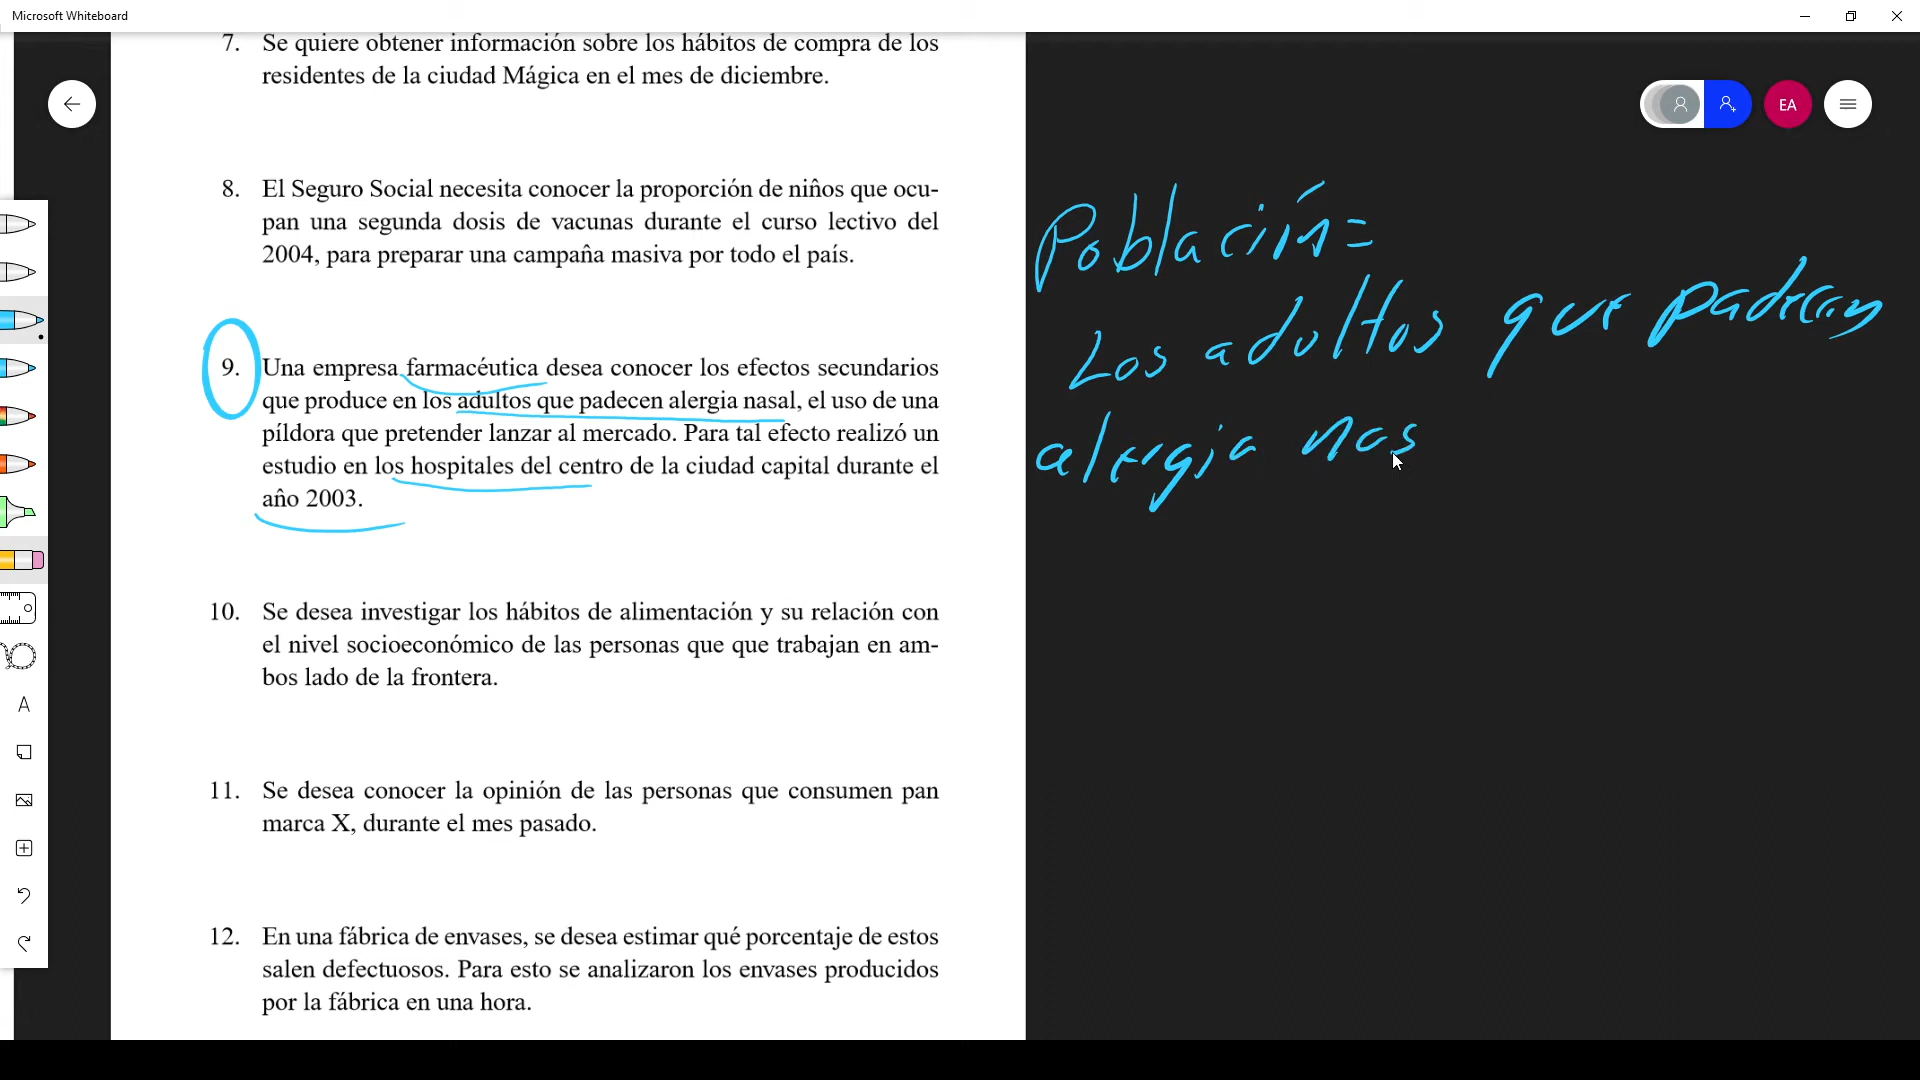 Microsoft Whiteboard
7. Se quiere obtener información sobre los hábitos de compra de los
residentes de la ciudad Mágica en el mes de diciembre.
EA
8. El Seguro Social necesita conocer la proporción de niños que ocu-
pan una segunda dosis de vacunas durante el curso lectivo del
2004, para preparar una campaña masiva por todo el país.
9. Una empresa farmacéutica desea conocer los efectos secundarios
que produce en los adultos que padecen alergia nasal, el uso de una
píldora que pretender lanzar al mercado. Para tal efecto realizó un
estudio en los hospitales del centro de la ciudad capital durante el
año 2003.
10. Se desea investigar los hábitos de alimentación y su relación con
el nivel socioeconómico de las personas que que trabajan en am-
bos lado de la frontera.
11. Se desea conocer la opinión de las personas que consumen pan
marca X, durante el mes pasado.
12. En una fábrica de envases, se desea estimar qué porcentaje de estos
salen defectuosos. Para esto se analizaron los envases producidos
por la fábrica en una hora.
Población=
Los adultos que padecen
alergia nas
A